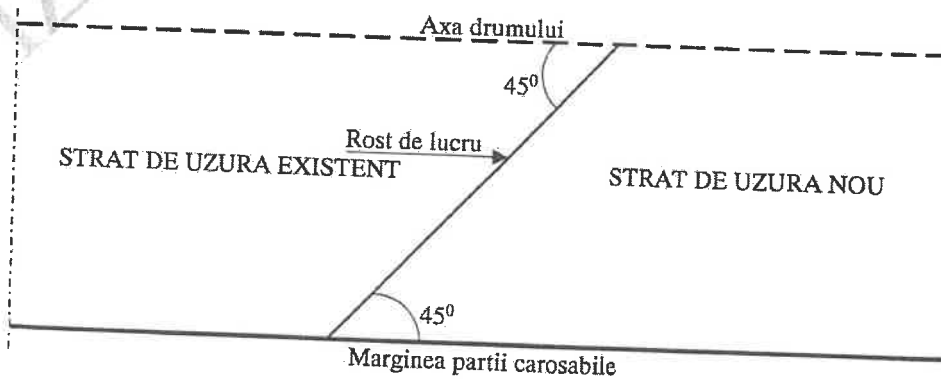 Axa drumului
45⁰
Rost de lucru
STRAT DE UZURA EXISTENT
STRAT DE UZURA NOU
45⁰
Marginea partii carosabile